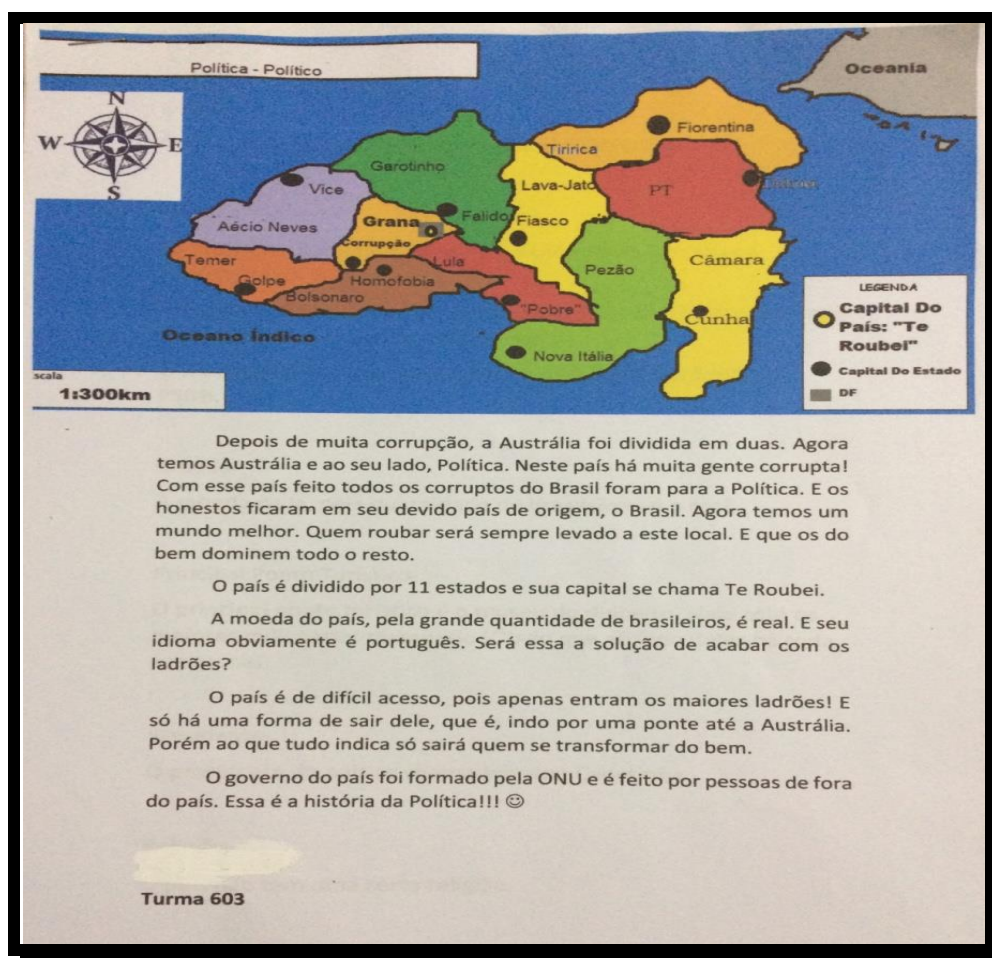 Política - Político
Oceania
N
W E
S
Fiorentina
Tiririca
Garotinho
Lava-Jato
PT
Vice
Aécio Neves
Grana
Falido
Fiasco
Corrupção
Temer
Lula
Câmara
Pezão
Golpe
Homofobia
Bolsonaro
"Pobre"
Cunha
Oceano Índico
Nova Itália
LEGENDA
Capital Do
País: "Te
Roubei"
Capital Do Estado
DF
scala
1:300km
Depois de muita corrupção, a Austrália foi dividida em duas. Agora
temos Austrália e ao seu lado, Política. Neste país há muita gente corrupta!
Com esse país feito todos os corruptos do Brasil foram para a Política. E os
honestos ficaram em seu devido país de origem, o Brasil. Agora temos um
mundo melhor. Quem roubar será sempre levado a este local. E que os do
bem dominem todo o resto.
O país é dividido por 11 estados e sua capital se chama Te Roubei.
A moeda do país, pela grande quantidade de brasileiros, é real. E seu
idioma obviamente é português. Será essa a solução de acabar com os
ladrões?
O país é de difícil acesso, pois apenas entram os maiores ladrões! E
só há uma forma de sair dele, que é, indo por uma ponte até a Austrália.
Porém ao que tudo indica só sairá quem se transformar do bem.
O governo do país foi formado pela ONU e é feito por pessoas de fora
do país. Essa é a história da Política!!! ☺
Turma 603